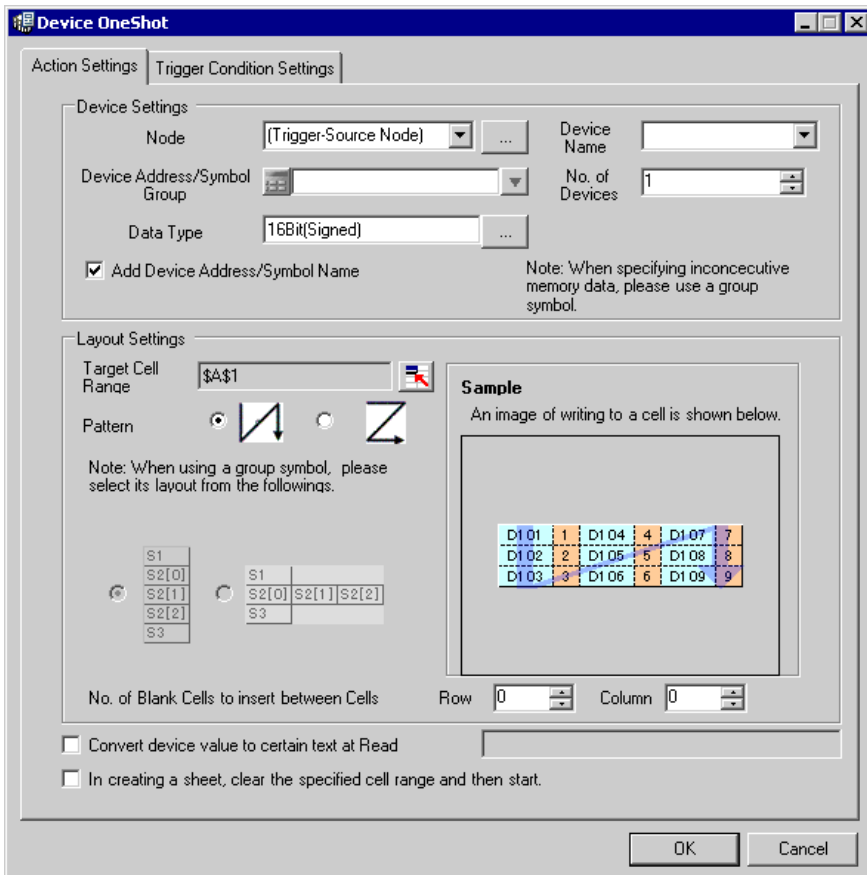 Device OneShot
Action Settings
Trigger Condition Settings
Device Settings
Node
(Trigger-Source Node)
...
Device
Name
Device Address/Symbol
Group
No. of
Devices
1
Data Type
16Bit(Signed)
...
Add Device Address/Symbol Name
Note: When specifying inconcecutive
memory data, please use a group
symbol.
Layout Settings
Target Cell
Range
$A$1
Pattern
Note: When using a group symbol, please
select its layout from the followings.
S1
S2[0]
S2[1]
S2[2]
S3
S1
S2[0] S2[1] S2[2]
S3
Sample
An image of writing to a cell is shown below.
D101 1 D104 4 D107 7
D102 2 D105 5 D108 8
D103 3 D106 6 D109 9
No. of Blank Cells to insert between Cells
Row
0
Column
0
Convert device value to certain text at Read
In creating a sheet, clear the specified cell range and then start.
OK
Cancel